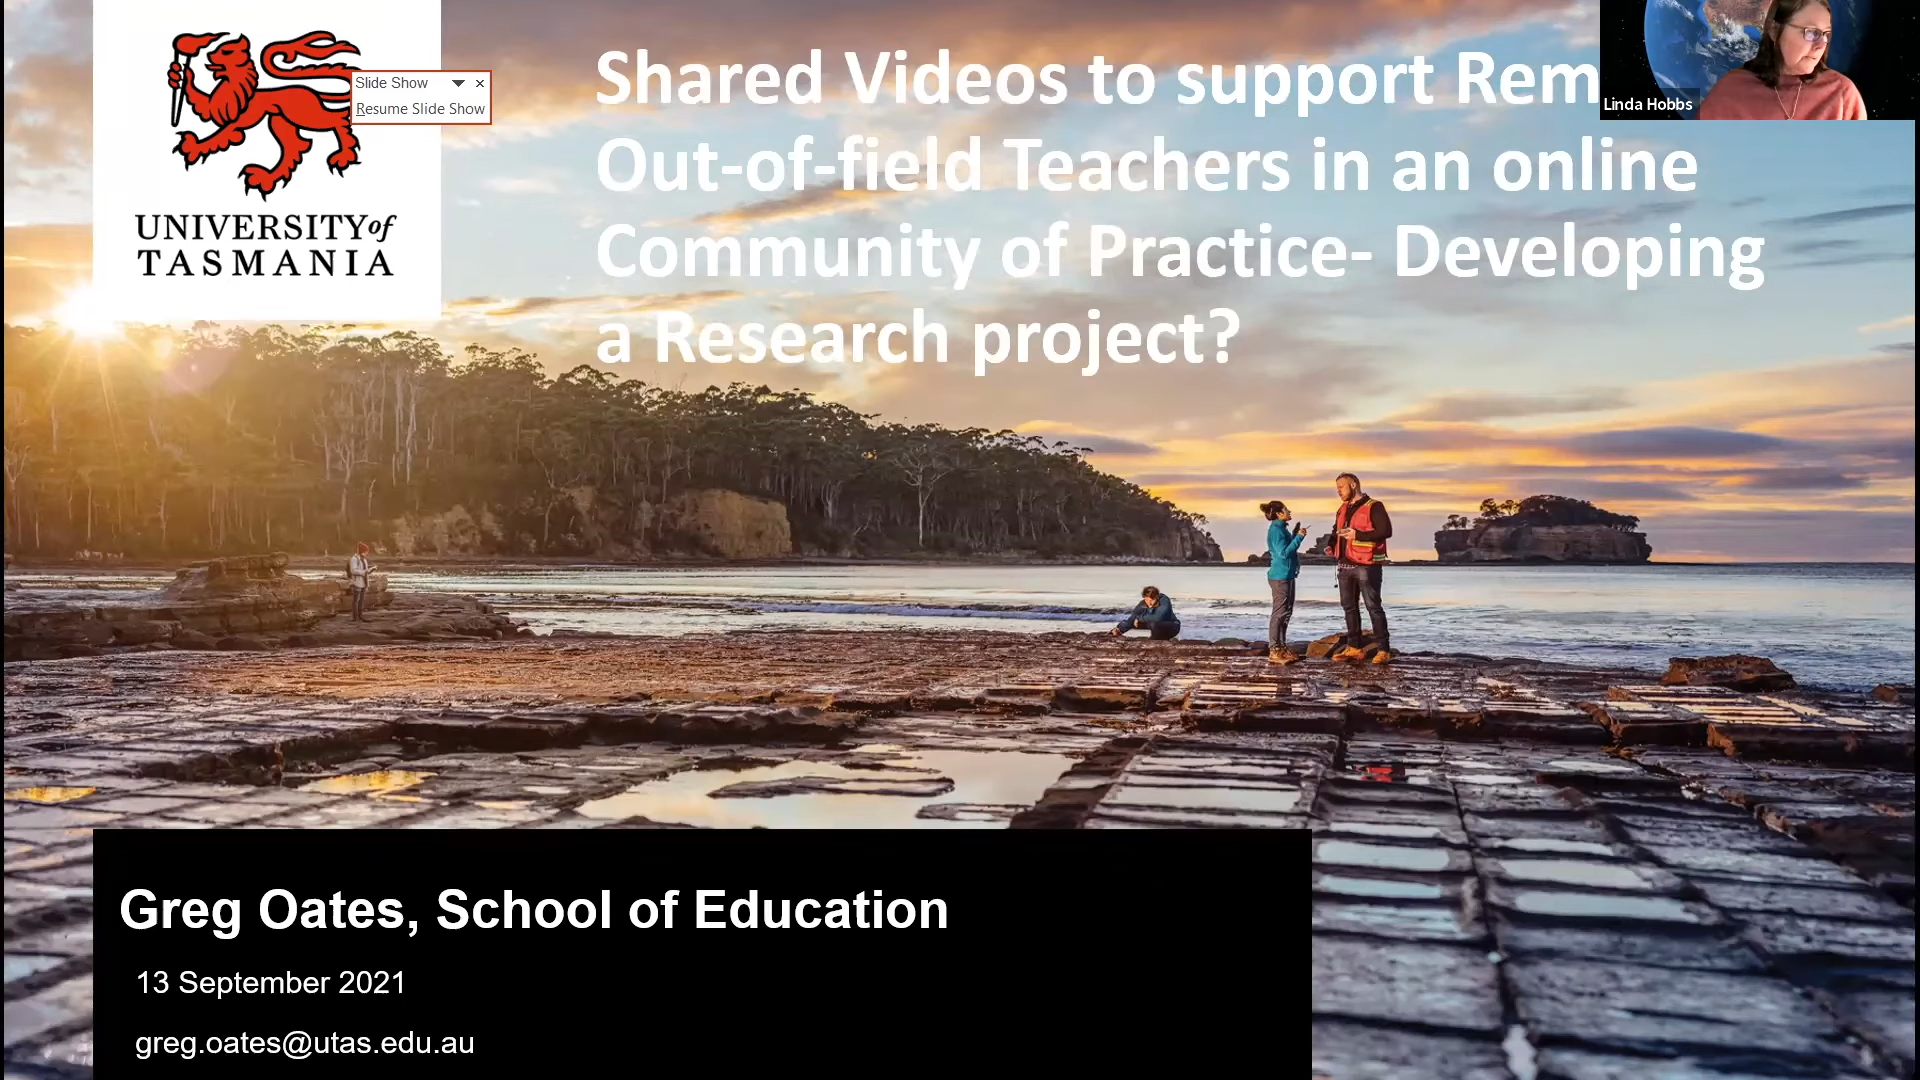 UNIVERSITY of
TASMANIA
Slide Show
Resume Slide Show
Shared Videos to support Rem
Out-of-field Teachers in an online
Community of Practice- Developing
a Research project?
Linda Hobbs
Greg Oates, School of Education
13 September 2021
greg.oates@utas.edu.au